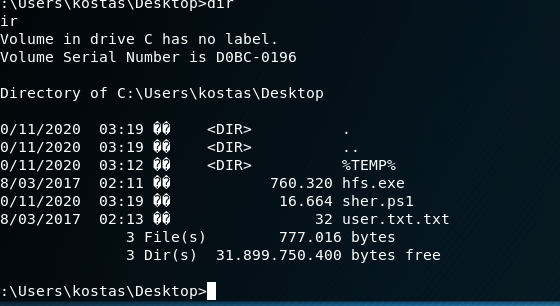 :\Users\kostas\Desktop>dir
ir
Volume in drive C has no label.
Volume Serial Number is D0BC-0196
Directory of C:\Users\kostas\Desktop
0/11/2020 03:19 �� <DIR> .
0/11/2020 03:19 �� <DIR> ..
0/11/2020 03:12 �� <DIR> %TEMP%
8/03/2017 02:11 �� 760.320 hfs.exe
0/11/2020 03:19 �� 16.664 sher.ps1
8/03/2017 02:13 �� 32 user.txt.txt
3 File(s) 777.016 bytes
3 Dir(s) 31.899.750.400 bytes free
:\Users\kostas\Desktop>